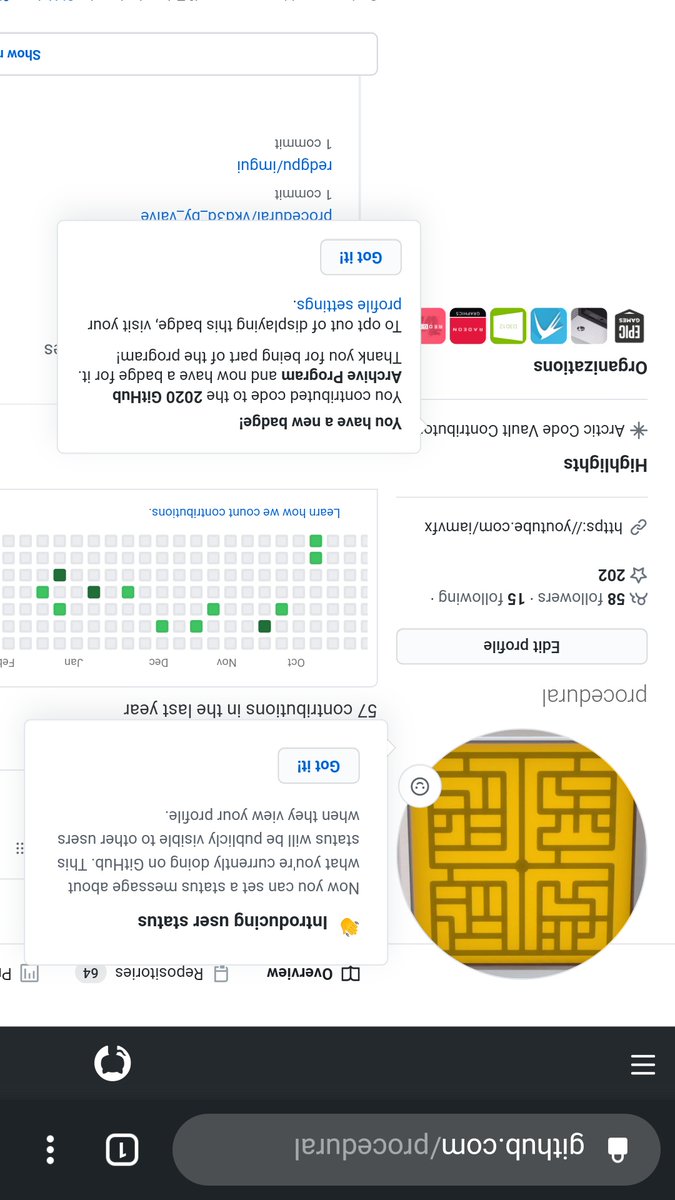 github.com/procedural
1
Overview
Repositories 64
👋 Introducing user status
Now you can set a status message about
what you're currently doing on GitHub. This
status will be publicly visible to other users
when they view your profile.
Got it!
procedural
Edit profile
58 followers · 15 following ·
202
https://youtube.com/iamvfx
Highlights
Arctic Code Vault Contributor
Organizations
EPIC
GAMES
RADEON
GRAPHICS
57 contributions in the last year
Oct Nov Dec Jan Feb
Learn how we count contributions.
You have a new badge!
You contributed code to the 2020 GitHub
Archive Program and now have a badge for it.
Thank you for being part of the program!
To opt out of displaying this badge, visit your
profile settings.
Got it!
procedural/vkd3d_by_valve
1 commit
redgpu/imgui
1 commit
Show